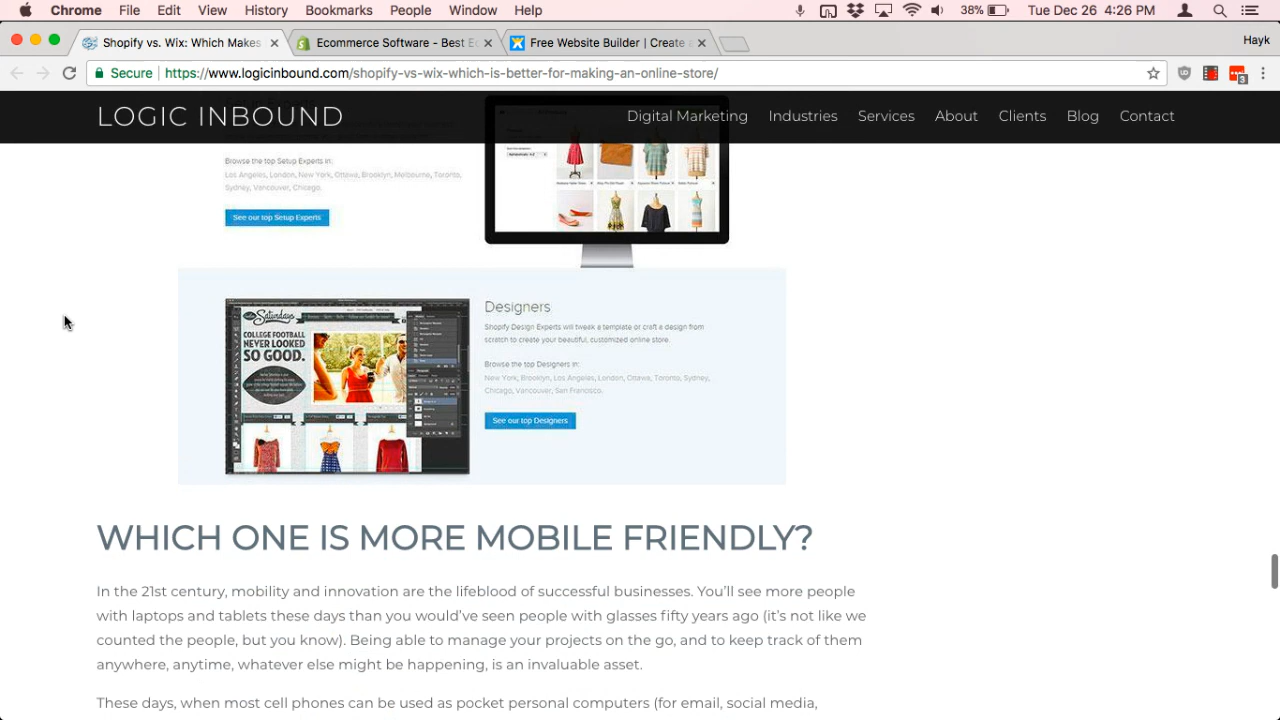 Chrome File Edit View History Bookmarks People Window Help 38% Tue Dec 26 4:26 PM
Shopify vs. Wix: Which Makes Ecommerce Software - Best Ec Free Website Builder | Create a Hayk
Secure https://www.logicinbound.com/shopify-vs-wix-which-is-better-for-making-an-online-store/ 3
LOGIC INBOUND Digital Marketing Industries Services About Clients Blog Contact
Browse the top Setup Experts in:
Los Angeles, London, New York, Ottawa, Brooklyn, Melbourne, Toronto,
Sydney, Vancouver, Chicago.
See our top Setup Experts
Saturdays
COLLEGE FOOTBALL
NEVER LOOKED
SO GOOD.
Designers
Shopify Design Experts will tweak a template or craft a design from
scratch to create your beautiful, customized online store.
Browse the top Designers in:
New York, Brooklyn, Los Angeles, London, Ottawa, Toronto, Sydney,
Chicago, Vancouver, San Francisco.
See our top Designers
WHICH ONE IS MORE MOBILE FRIENDLY?
In the 21st century, mobility and innovation are the lifeblood of successful businesses. You'll see more people
with laptops and tablets these days than you would've seen people with glasses fifty years ago (it's not like we
counted the people, but you know). Being able to manage your projects on the go, and to keep track of them
anywhere, anytime, whatever else might be happening, is an invaluable asset.
These days, when most cell phones can be used as pocket personal computers (for email, social media,